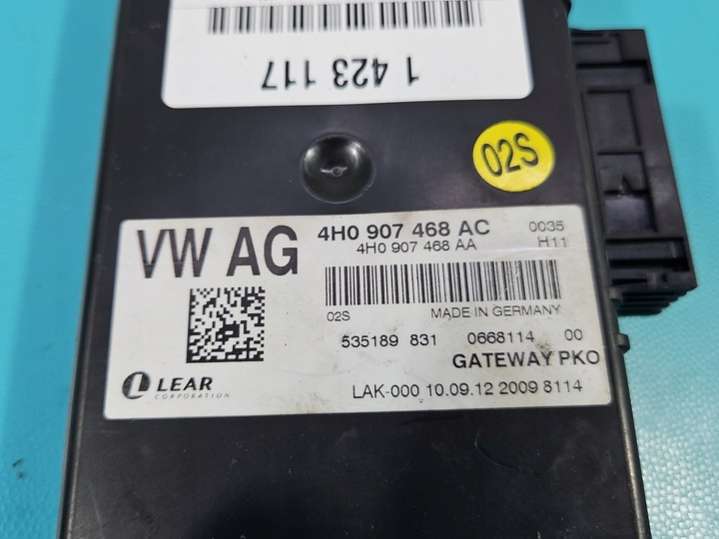 1 423 117
02S
VW AG
4H0 907 468 AC 0035
4H0 907 468 AA H11
02S MADE IN GERMANY
535189 831 0668114 00
GATEWAY PKO
LEAR
CORPORATION
LAK-000 10.09.12 2009 8114